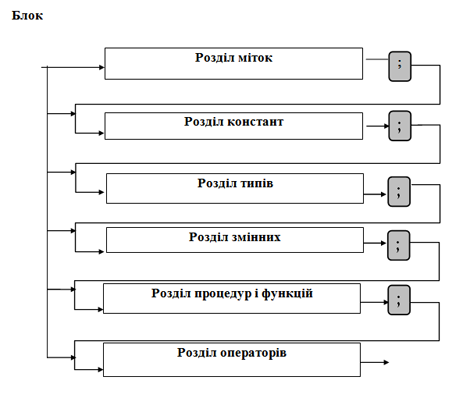 Блок
Розділ міток ;
Розділ констант ;
Розділ типів ;
Розділ змінних ;
Розділ процедур і функцій ;
Розділ операторів